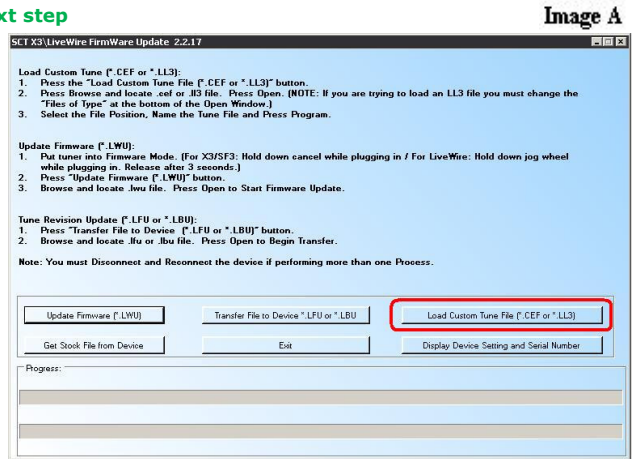 xt step
Image A
SCT X3\LiveWire FirmWare Update 2.2.17
Load Custom Tune (*.CEF or *.LL3):
1. Press the "Load Custom Tune File (*.CEF or *.LL3)" button.
2. Press Browse and locate .cef or .ll3 file. Press Open. (NOTE: If you are trying to load an LL3 file you must change the
"Files of Type" at the bottom of the Open Window.)
3. Select the File Position, Name the Tune File and Press Program.
Update Firmware (*.LWU):
1. Put tuner into Firmware Mode. (For X3/SF3: Hold down cancel while plugging in / For LiveWire: Hold down jog wheel
while plugging in. Release after 3 seconds.)
2. Press "Update Firmware (*.LWU)" button.
3. Browse and locate .lwu file. Press Open to Start Firmware Update.
Tune Revision Update (*.LFU or *.LBU):
1. Press "Transfer File to Device (*.LFU or *.LBU)" button.
2. Browse and locate .lfu or .lbu file. Press Open to Begin Transfer.
Note: You must Disconnect and Reconnect the device if performing more than one Process.
Update Firmware (*.LWU)
Transfer File to Device *.LFU or *.LBU
Load Custom Tune File (*.CEF or *.LL3)
Get Stock File from Device
Exit
Display Device Setting and Serial Number
Progress: